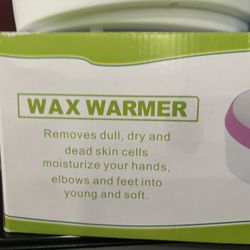 WAX WARMER
Removes dull, dry and
dead skin cells
moisturize your hands,
elbows and feet into
young and soft.